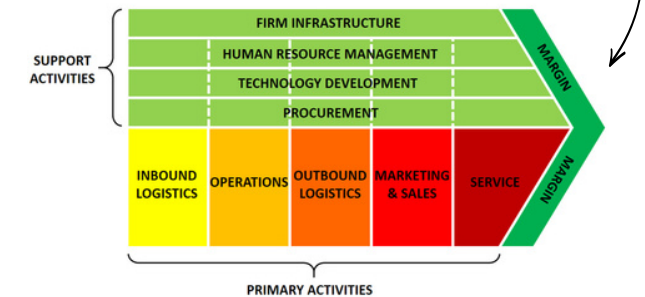 FIRM INFRASTRUCTURE
SUPPORT
ACTIVITIES
HUMAN RESOURCE MANAGEMENT
TECHNOLOGY DEVELOPMENT
PROCUREMENT
MARGIN
INBOUND
LOGISTICS
OPERATIONS
OUTBOUND
LOGISTICS
MARKETING
& SALES
SERVICE
MARGIN
PRIMARY ACTIVITIES